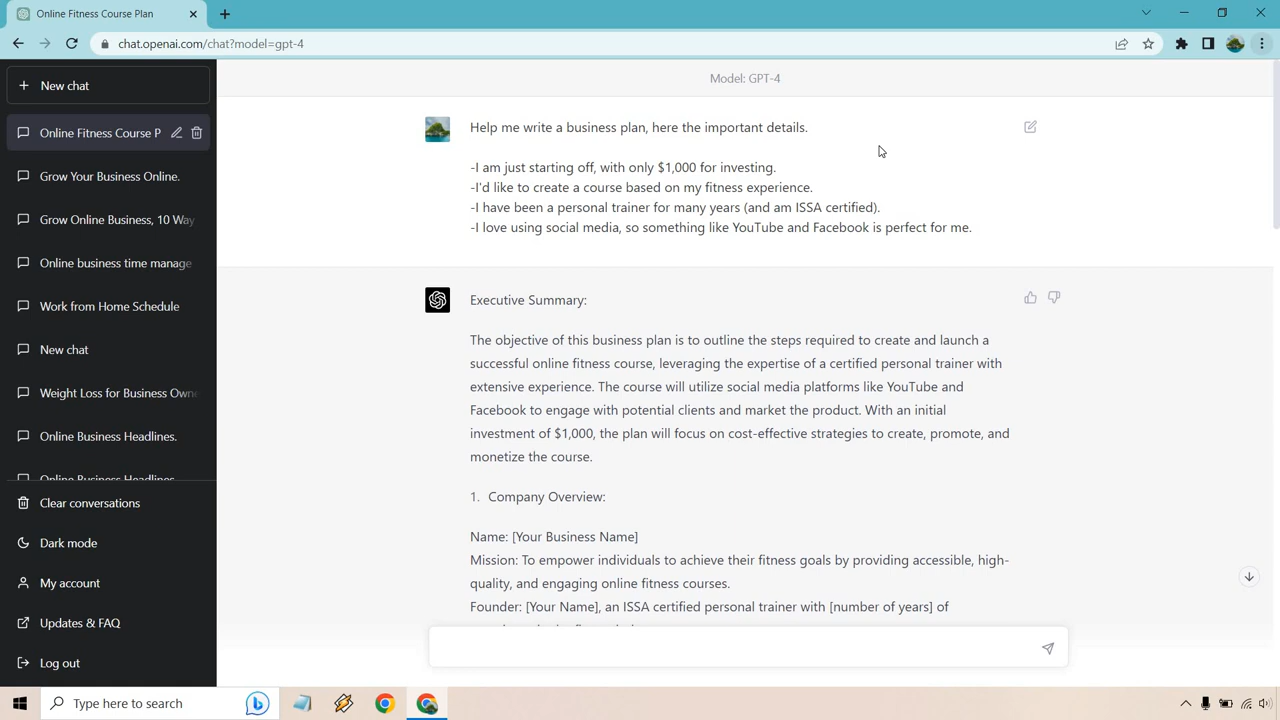 Online Fitness Course Plan
chat.openai.com/chat?model=gpt-4
New chat
Online Fitness Course P
Grow Your Business Online.
Grow Online Business, 10 Way
Online business time manage
Work from Home Schedule
New chat
Weight Loss for Business Owne
Online Business Headlines.
Online Business Headlines
Clear conversations
Dark mode
My account
Updates & FAQ
Log out
Model: GPT-4
Help me write a business plan, here the important details.
-I am just starting off, with only $1,000 for investing.
-I'd like to create a course based on my fitness experience.
-I have been a personal trainer for many years (and am ISSA certified).
-I love using social media, so something like YouTube and Facebook is perfect for me.
Executive Summary:
The objective of this business plan is to outline the steps required to create and launch a
successful online fitness course, leveraging the expertise of a certified personal trainer with
extensive experience. The course will utilize social media platforms like YouTube and
Facebook to engage with potential clients and market the product. With an initial
investment of $1,000, the plan will focus on cost-effective strategies to create, promote, and
monetize the course.
1. Company Overview:
Name: [Your Business Name]
Mission: To empower individuals to achieve their fitness goals by providing accessible, high-
quality, and engaging online fitness courses.
Founder: [Your Name], an ISSA certified personal trainer with [number of years] of
Type here to search